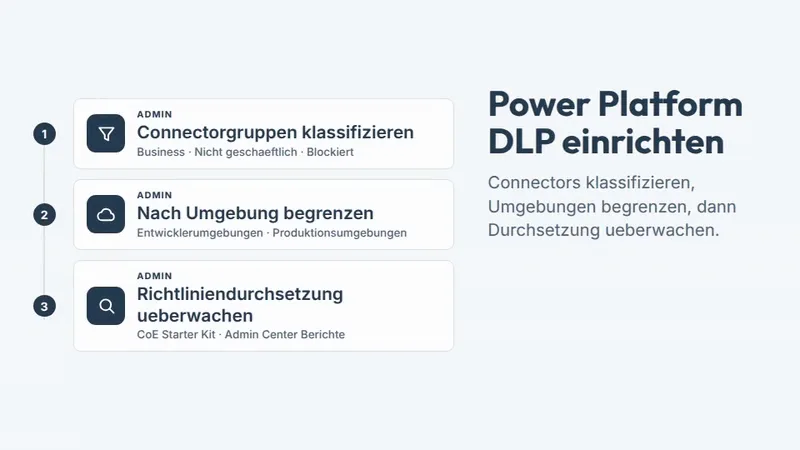 Power Platform
DLP einrichten
Connectors klassifizieren,
Umgebungen begrenzen, dann
Durchsetzung ueberwachen.
1
ADMIN
Connectorgruppen klassifizieren
Business · Nicht geschaeftlich · Blockiert
2
ADMIN
Nach Umgebung begrenzen
Entwicklerumgebungen · Produktionsumgebungen
3
ADMIN
Richtliniendurchsetzung
ueberwachen
CoE Starter Kit · Admin Center Berichte